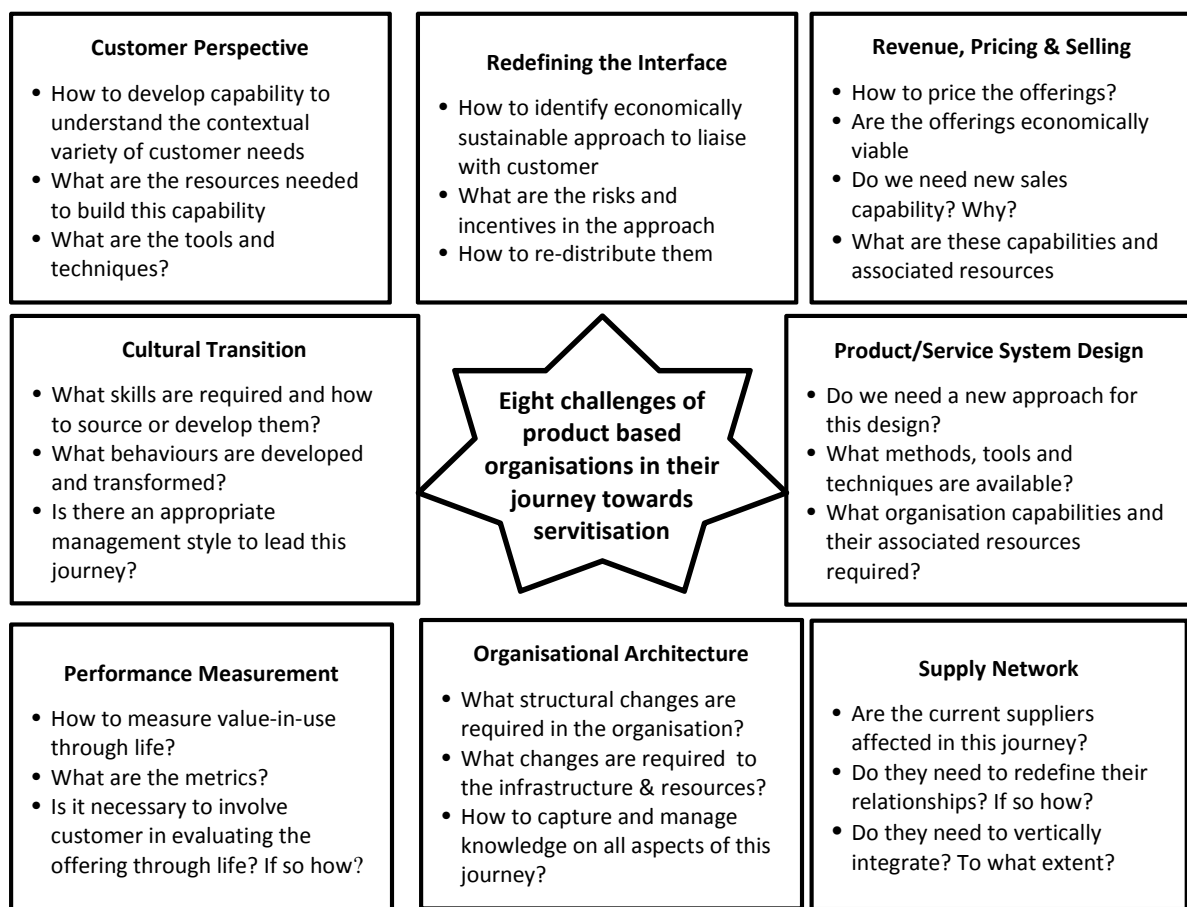 Customer Perspective
• How to develop capability to
understand the contextual
variety of customer needs
• What are the resources needed
to build this capability
• What are the tools and
techniques?
Redefining the Interface
• How to identify economically
sustainable approach to liaise
with customer
• What are the risks and
incentives in the approach
• How to re-distribute them
Revenue, Pricing & Selling
• How to price the offerings?
• Are the offerings economically
viable
• Do we need new sales
capability? Why?
• What are these capabilities and
associated resources
Cultural Transition
• What skills are required and how
to source or develop them?
• What behaviours are developed
and transformed?
• Is there an appropriate
management style to lead this
journey?
Eight challenges of
product based
organisations in their
journey towards
servitisation
Product/Service System Design
• Do we need a new approach for
this design?
• What methods, tools and
techniques are available?
• What organisation capabilities and
their associated resources
required?
Performance Measurement
• How to measure value-in-use
through life?
• What are the metrics?
• Is it necessary to involve
customer in evaluating the
offering through life? If so how?
Organisational Architecture
• What structural changes are
required in the organisation?
• What changes are required to
the infrastructure & resources?
• How to capture and manage
knowledge on all aspects of this
journey?
Supply Network
• Are the current suppliers
affected in this journey?
• Do they need to redefine their
relationships? If so how?
• Do they need to vertically
integrate? To what extent?